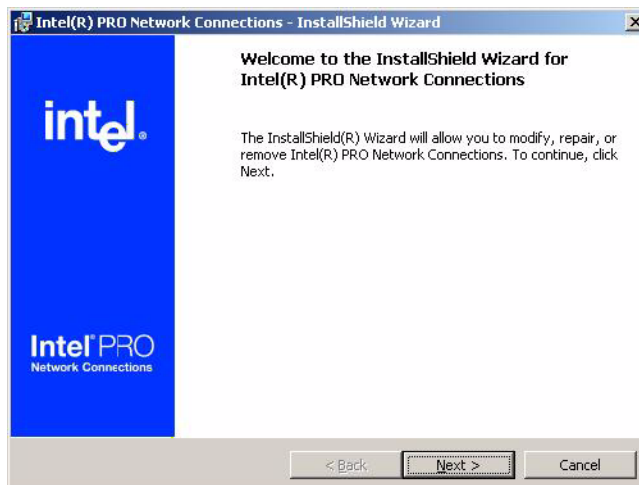 Intel(R) PRO Network Connections - InstallShield Wizard
Welcome to the InstallShield Wizard for
Intel(R) PRO Network Connections
intel®
The InstallShield(R) Wizard will allow you to modify, repair, or
remove Intel(R) PRO Network Connections. To continue, click
Next.
Intel® PRO
Network Connections
< Back
Next >
Cancel